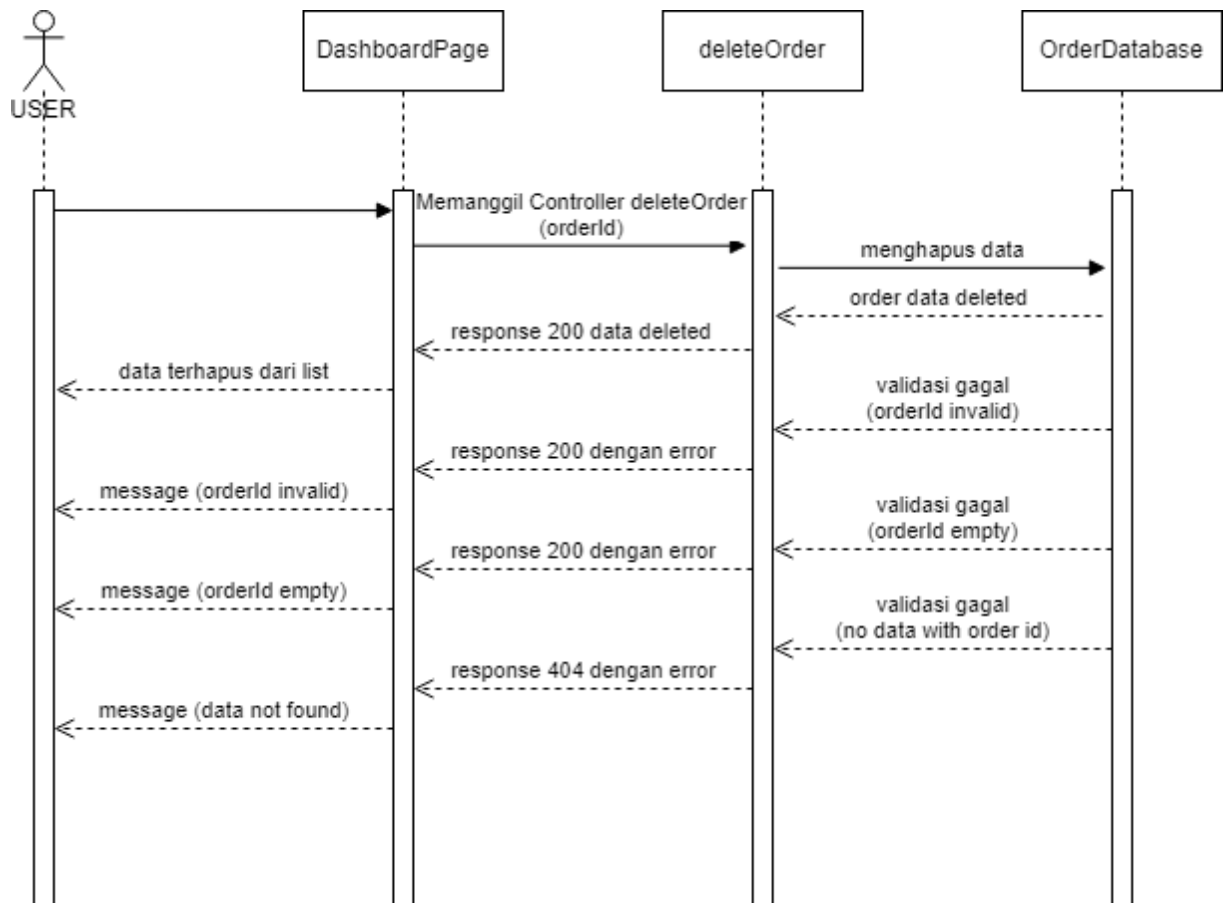 USER
DashboardPage
deleteOrder
OrderDatabase
Memanggil Controller deleteOrder
(orderId)
menghapus data
order data deleted
response 200 data deleted
data terhapus dari list
validasi gagal
(orderId invalid)
response 200 dengan error
message (orderId invalid)
validasi gagal
(orderId empty)
response 200 dengan error
message (orderId empty)
validasi gagal
(no data with order id)
response 404 dengan error
message (data not found)